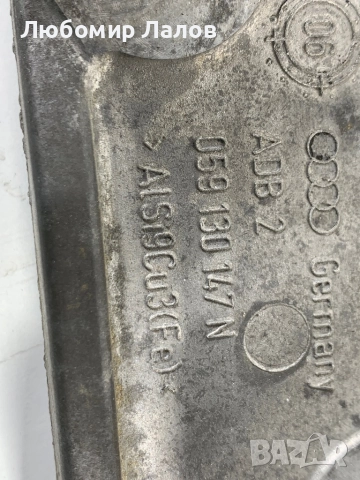 Любомир Лалов
06
Germany
ADB 2
059 130 147 N
>AlSi9Cu3(Fe)<
BAZAR